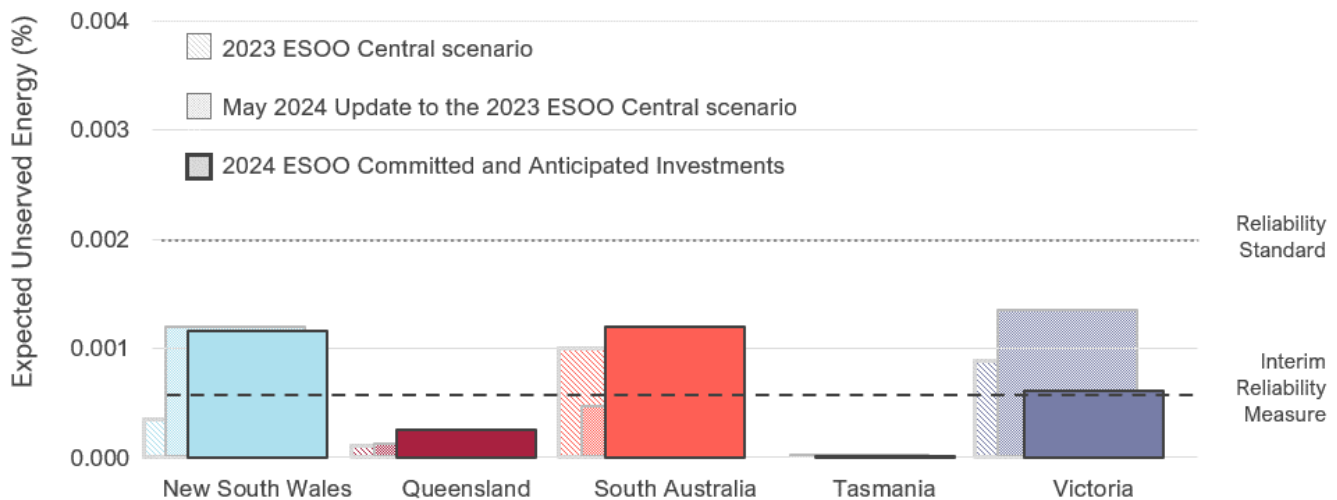 Expected Unserved Energy (%)
0.004
0.003
0.002
0.001
0.000
2023 ESOO Central scenario
May 2024 Update to the 2023 ESOO Central scenario
2024 ESOO Committed and Anticipated Investments
Reliability
Standard
Interim
Reliability
Measure
New South Wales
Queensland
South Australia
Tasmania
Victoria